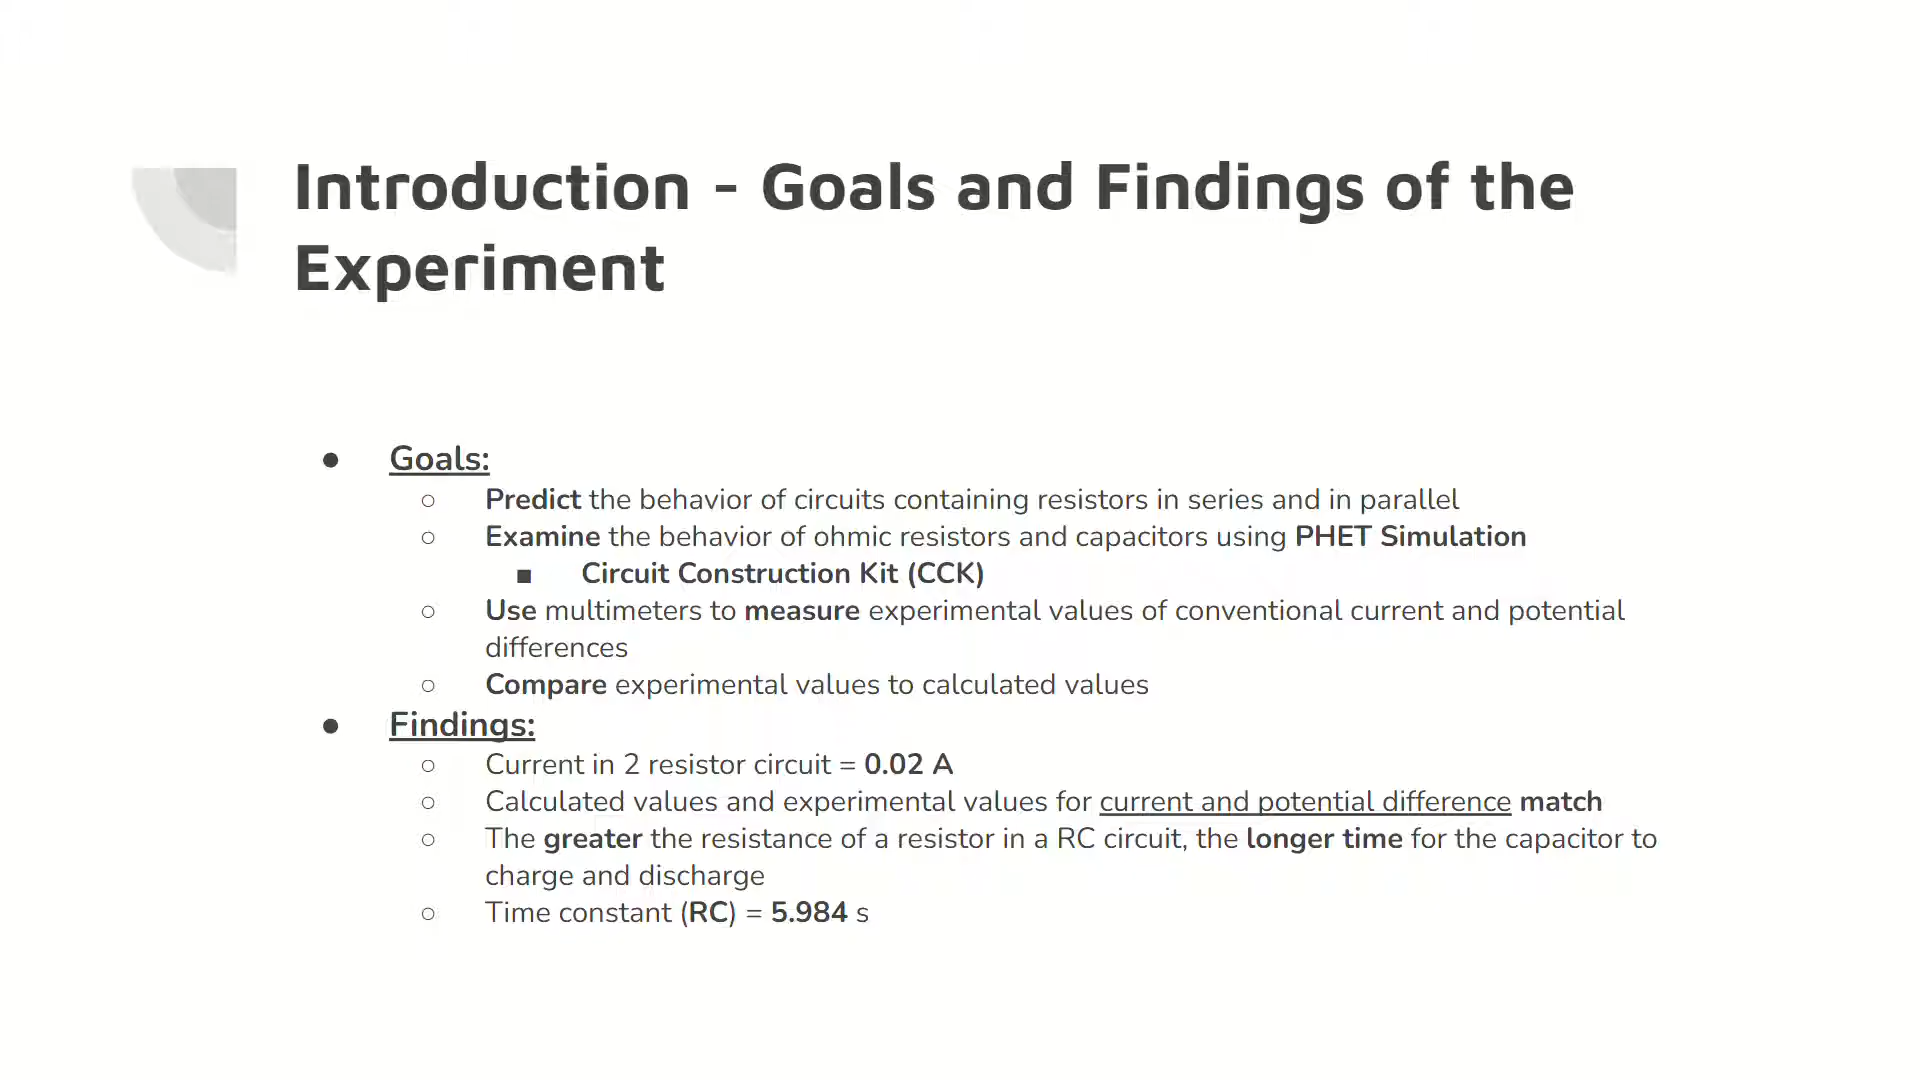 Introduction - Goals and Findings of the
Experiment
● Goals:
○ Predict the behavior of circuits containing resistors in series and in parallel
○ Examine the behavior of ohmic resistors and capacitors using PHET Simulation
■ Circuit Construction Kit (CCK)
○ Use multimeters to measure experimental values of conventional current and potential
differences
○ Compare experimental values to calculated values
● Findings:
○ Current in 2 resistor circuit = 0.02 A
○ Calculated values and experimental values for current and potential difference match
○ The greater the resistance of a resistor in a RC circuit, the longer time for the capacitor to
charge and discharge
○ Time constant (RC) = 5.984 s